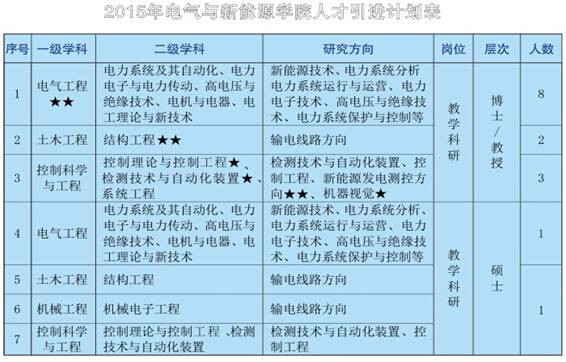 2015年电气与新能源学院人才引进计划表
序号 一级学科 二级学科 研究方向 岗位 层次 人数
1 电气工程★★ 电力系统及其自动化、电力电子与电力传动、高电压与绝缘技术、电机与电器、电工理论与新技术 新能源技术、电力系统分析电力系统运行与运营、电力电子技术、高电压与绝缘技术、电力系统保护与控制等 教学科研 博士/教授 8
2 土木工程 结构工程★★ 输电线路方向 2
3 控制科学与工程 控制理论与控制工程★、检测技术与自动化装置★、系统工程 检测技术与自动化装置、控制工程、新能源发电测控方向★★、机器视觉★ 3
4 电气工程 电力系统及其自动化、电力电子与电力传动、高电压与绝缘技术、电机与电器、电工理论与新技术 新能源技术、电力系统分析、电力系统运行与运营、电力电子技术、高电压与绝缘技术、电力系统保护与控制等 教学科研 硕士 1
5 土木工程 结构工程 输电线路方向 1
6 机械工程 机械电子工程 输电线路方向
7 控制科学与工程 控制理论与控制工程、检测技术与自动化装置 检测技术与自动化装置、控制工程